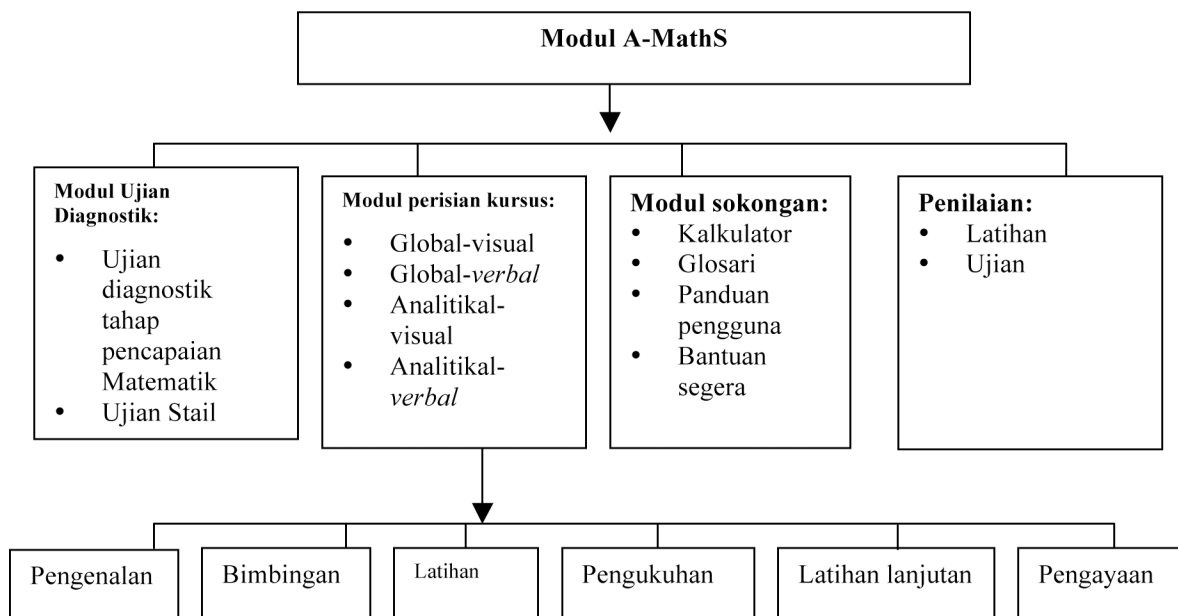 Modul A-MathS
Modul Ujian
Diagnostik:
• Ujian
diagnostik
tahap
pencapaian
Matematik
• Ujian Stail
Modul perisian kursus:
• Global-visual
• Global-verbal
• Analitikal-
visual
• Analitikal-
verbal
Modul sokongan:
• Kalkulator
• Glosari
• Panduan
pengguna
• Bantuan
segera
Penilaian:
• Latihan
• Ujian
Pengenalan
Bimbingan
Latihan
Pengukuhan
Latihan lanjutan
Pengayaan